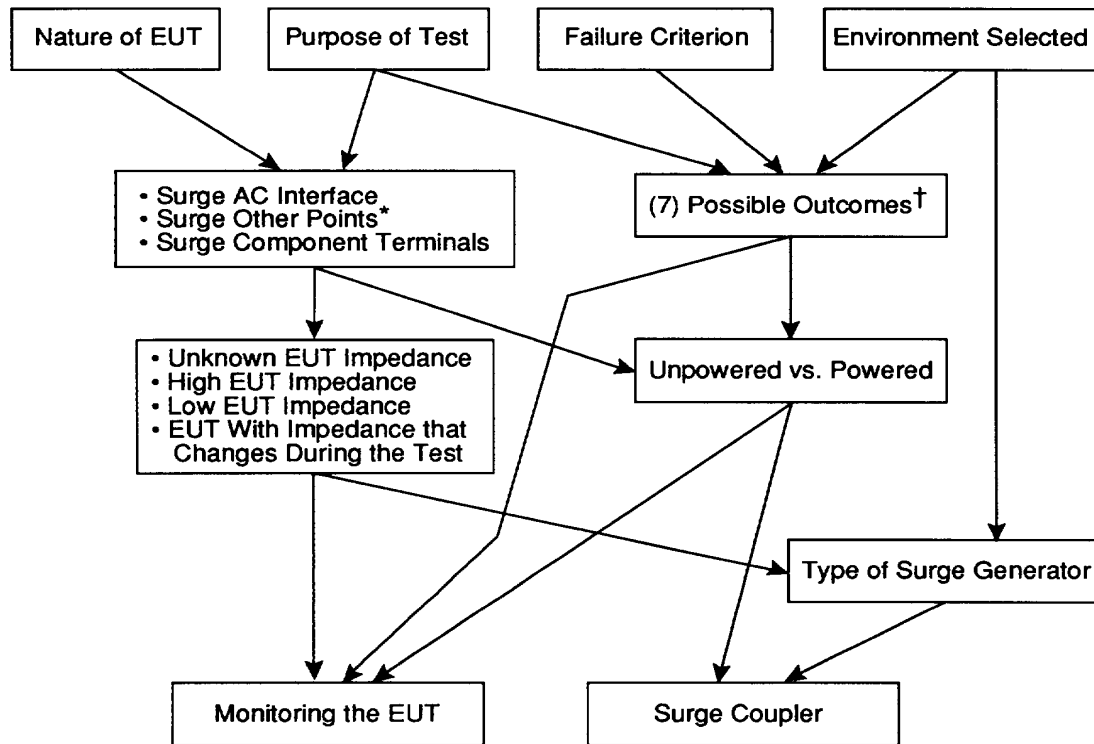 Nature of EUT
Purpose of Test
Failure Criterion
Environment Selected
• Surge AC Interface
• Surge Other Points*
• Surge Component Terminals
(7) Possible Outcomes†
• Unknown EUT Impedance
• High EUT Impedance
• Low EUT Impedance
• EUT With Impedance that
Changes During the Test
Unpowered vs. Powered
Type of Surge Generator
Monitoring the EUT
Surge Coupler